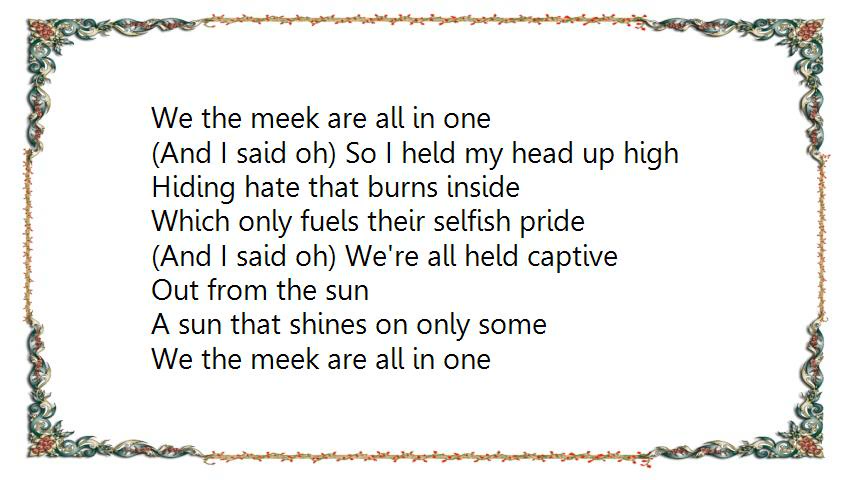 We the meek are all in one
(And I said oh) So I held my head up high
Hiding hate that burns inside
Which only fuels their selfish pride
(And I said oh) We're all held captive
Out from the sun
A sun that shines on only some
We the meek are all in one